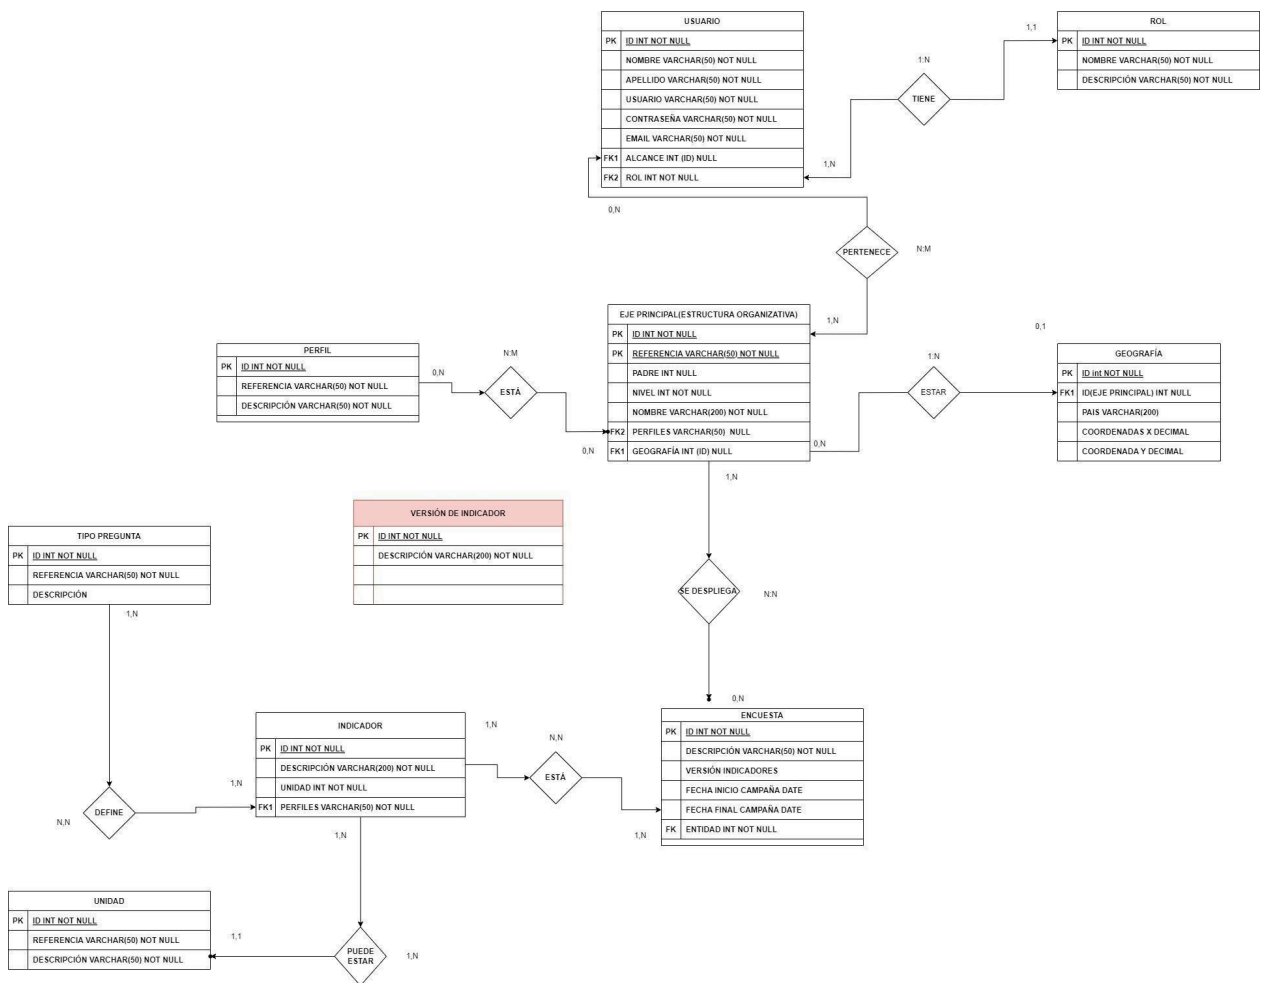 USUARIO
PK ID INT NOT NULL
NOMBRE VARCHAR(50) NOT NULL
APELLIDO VARCHAR(50) NOT NULL
USUARIO VARCHAR(50) NOT NULL
CONTRASEÑA VARCHAR(50) NOT NULL
EMAIL VARCHAR(50) NOT NULL
FK1 ALCANCE INT (ID) NULL
FK2 ROL INT NOT NULL
1:N
TIENE
1,N
1,1
ROL
PK ID INT NOT NULL
NOMBRE VARCHAR(50) NOT NULL
DESCRIPCIÓN VARCHAR(50) NOT NULL
0,N
PERTENECE
N:M
1,N
EJE PRINCIPAL(ESTRUCTURA ORGANIZATIVA)
PK ID INT NOT NULL
PK REFERENCIA VARCHAR(50) NOT NULL
PADRE INT NULL
NIVEL INT NOT NULL
NOMBRE VARCHAR(200) NOT NULL
FK2 PERFILES VARCHAR(50) NULL
FK1 GEOGRAFÍA INT (ID) NULL
PERFIL
PK ID INT NOT NULL
REFERENCIA VARCHAR(50) NOT NULL
DESCRIPCIÓN VARCHAR(50) NOT NULL
0,N
N:M
ESTÁ
0,N
0,N
1:N
ESTAR
0,1
GEOGRAFÍA
PK ID int NOT NULL
FK1 ID(EJE PRINCIPAL) INT NULL
PAIS VARCHAR(200)
COORDENADAS X DECIMAL
COORDENADA Y DECIMAL
1,N
SE DESPLIEGA
N:N
0,N
VERSIÓN DE INDICADOR
PK ID INT NOT NULL
DESCRIPCIÓN VARCHAR(200) NOT NULL
TIPO PREGUNTA
PK ID INT NOT NULL
REFERENCIA VARCHAR(50) NOT NULL
DESCRIPCIÓN
1,N
DEFINE
N,N
1,N
INDICADOR
PK ID INT NOT NULL
DESCRIPCIÓN VARCHAR(200) NOT NULL
UNIDAD INT NOT NULL
FK1 PERFILES VARCHAR(50) NOT NULL
1,N
N,N
ESTÁ
1,N
ENCUESTA
PK ID INT NOT NULL
DESCRIPCIÓN VARCHAR(50) NOT NULL
VERSIÓN INDICADORES
FECHA INICIO CAMPAÑA DATE
FECHA FINAL CAMPAÑA DATE
FK ENTIDAD INT NOT NULL
1,N
PUEDE
ESTAR
1,N
1,1
UNIDAD
PK ID INT NOT NULL
REFERENCIA VARCHAR(50) NOT NULL
DESCRIPCIÓN VARCHAR(50) NOT NULL